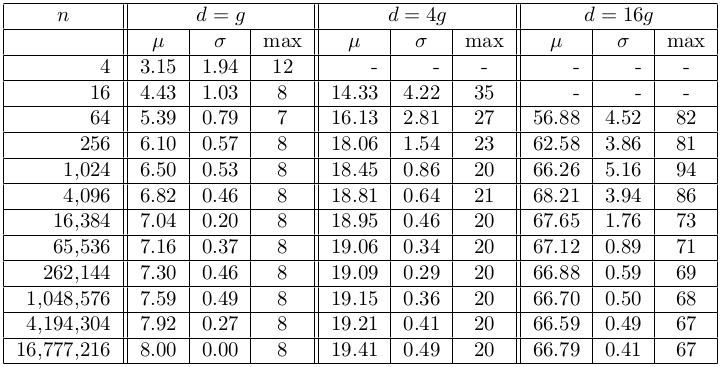 n d = g d = 4g d = 16g
μ σ max μ σ max μ σ max
4 3.15 1.94 12 - - - - - -
16 4.43 1.03 8 14.33 4.22 35 - - -
64 5.39 0.79 7 16.13 2.81 27 56.88 4.52 82
256 6.10 0.57 8 18.06 1.54 23 62.58 3.86 81
1,024 6.50 0.53 8 18.45 0.86 20 66.26 5.16 94
4,096 6.82 0.46 8 18.81 0.64 21 68.21 3.94 86
16,384 7.04 0.20 8 18.95 0.46 20 67.65 1.76 73
65,536 7.16 0.37 8 19.06 0.34 20 67.12 0.89 71
262,144 7.30 0.46 8 19.09 0.29 20 66.88 0.59 69
1,048,576 7.59 0.49 8 19.15 0.36 20 66.70 0.50 68
4,194,304 7.92 0.27 8 19.21 0.41 20 66.59 0.49 67
16,777,216 8.00 0.00 8 19.41 0.49 20 66.79 0.41 67